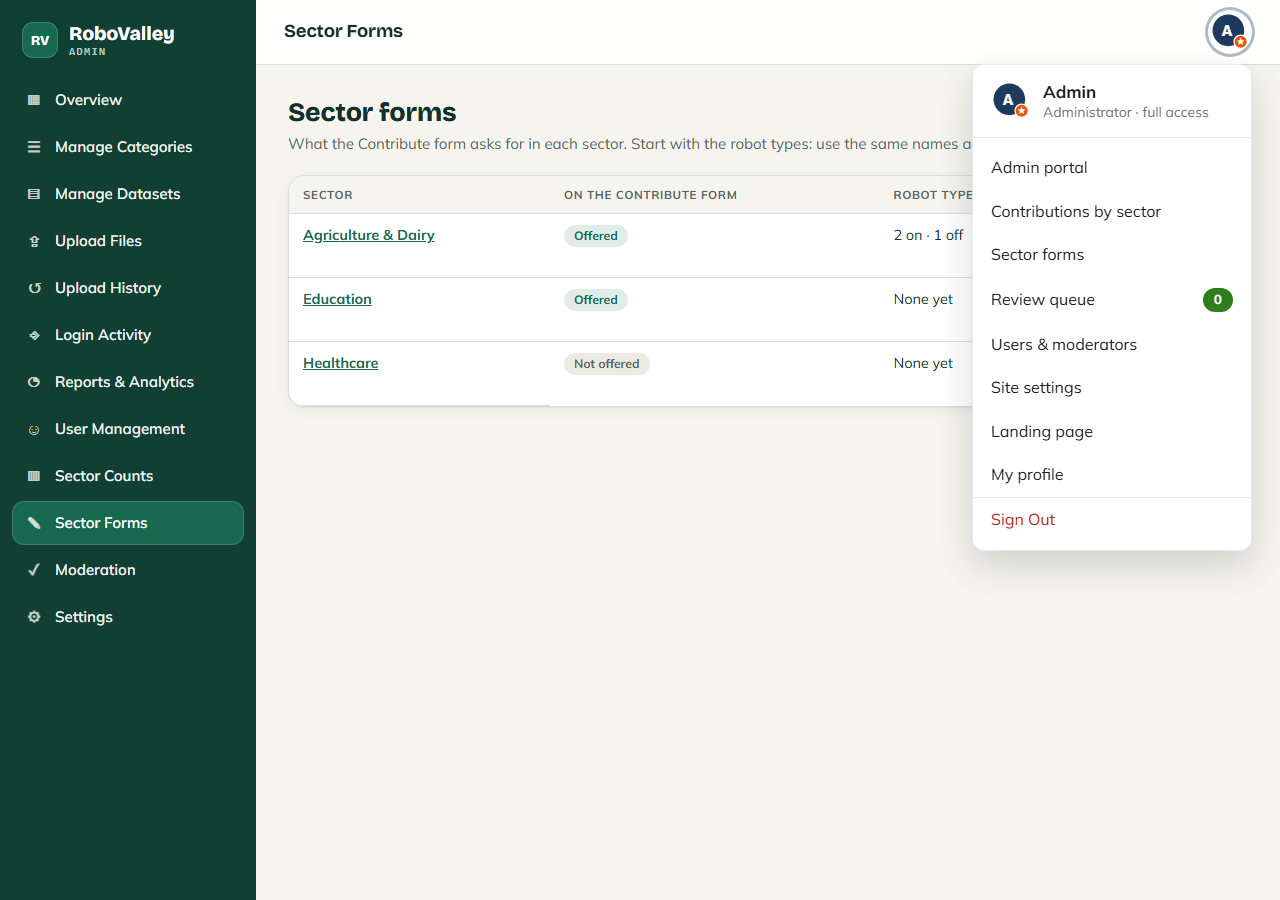 RV
RoboValley
ADMIN
Overview
Manage Categories
Manage Datasets
Upload Files
Upload History
Login Activity
Reports & Analytics
User Management
Sector Counts
Sector Forms
Moderation
Settings
Sector Forms
A
Sector forms
What the Contribute form asks for in each sector. Start with the robot types: use the same names a
SECTOR ON THE CONTRIBUTE FORM ROBOT TYPE
Agriculture & Dairy Offered 2 on · 1 off
Education Offered None yet
Healthcare Not offered None yet
A
Admin
Administrator · full access
Admin portal
Contributions by sector
Sector forms
Review queue 0
Users & moderators
Site settings
Landing page
My profile
Sign Out